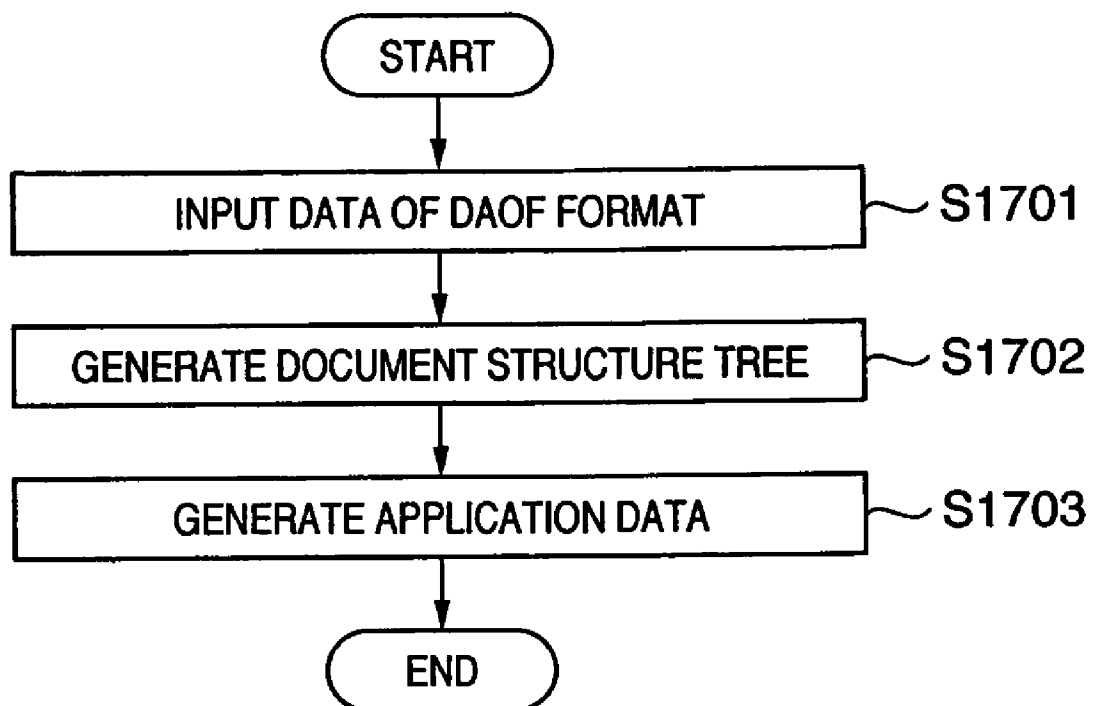 START
INPUT DATA OF DAOF FORMAT
S1701
GENERATE DOCUMENT STRUCTURE TREE
S1702
GENERATE APPLICATION DATA
S1703
END